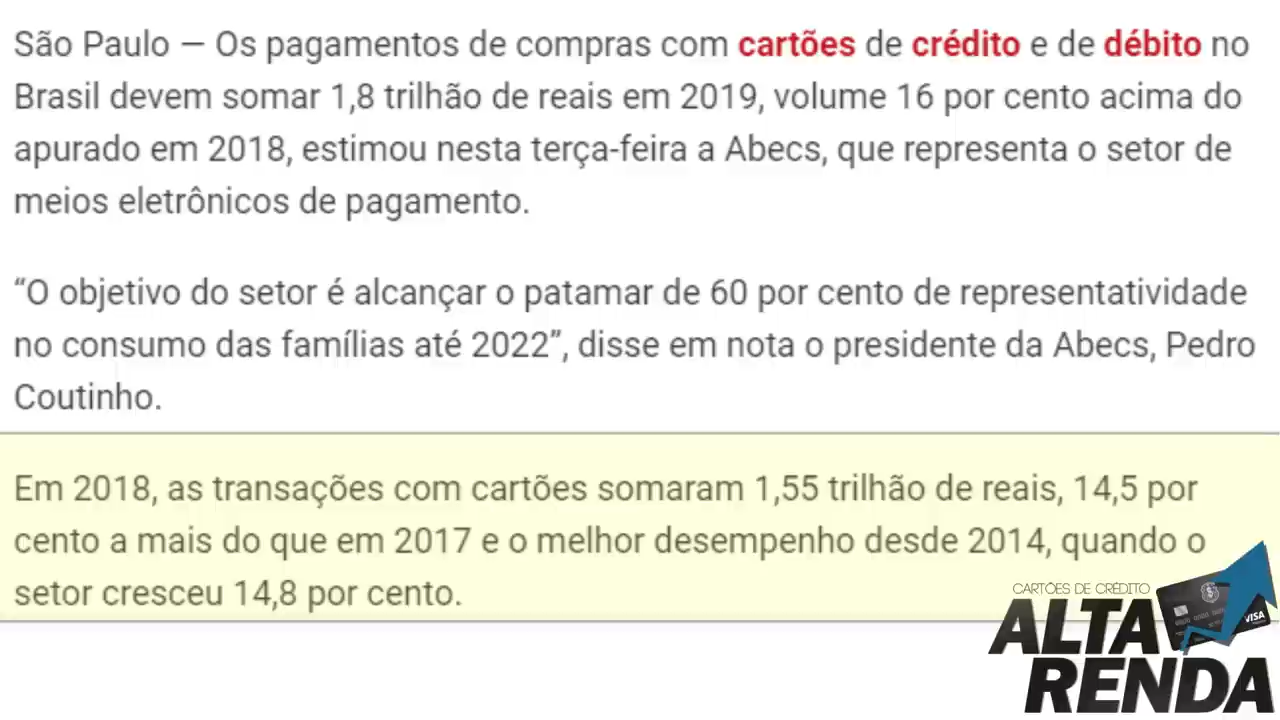 São Paulo — Os pagamentos de compras com cartões de crédito e de débito no
Brasil devem somar 1,8 trilhão de reais em 2019, volume 16 por cento acima do
apurado em 2018, estimou nesta terça-feira a Abecs, que representa o setor de
meios eletrônicos de pagamento.
“O objetivo do setor é alcançar o patamar de 60 por cento de representatividade
no consumo das famílias até 2022”, disse em nota o presidente da Abecs, Pedro
Coutinho.
Em 2018, as transações com cartões somaram 1,55 trilhão de reais, 14,5 por
cento a mais do que em 2017 e o melhor desempenho desde 2014, quando o
setor cresceu 14,8 por cento.
CARTÕES DE CRÉDITO
ALTA
VISA
RENDA